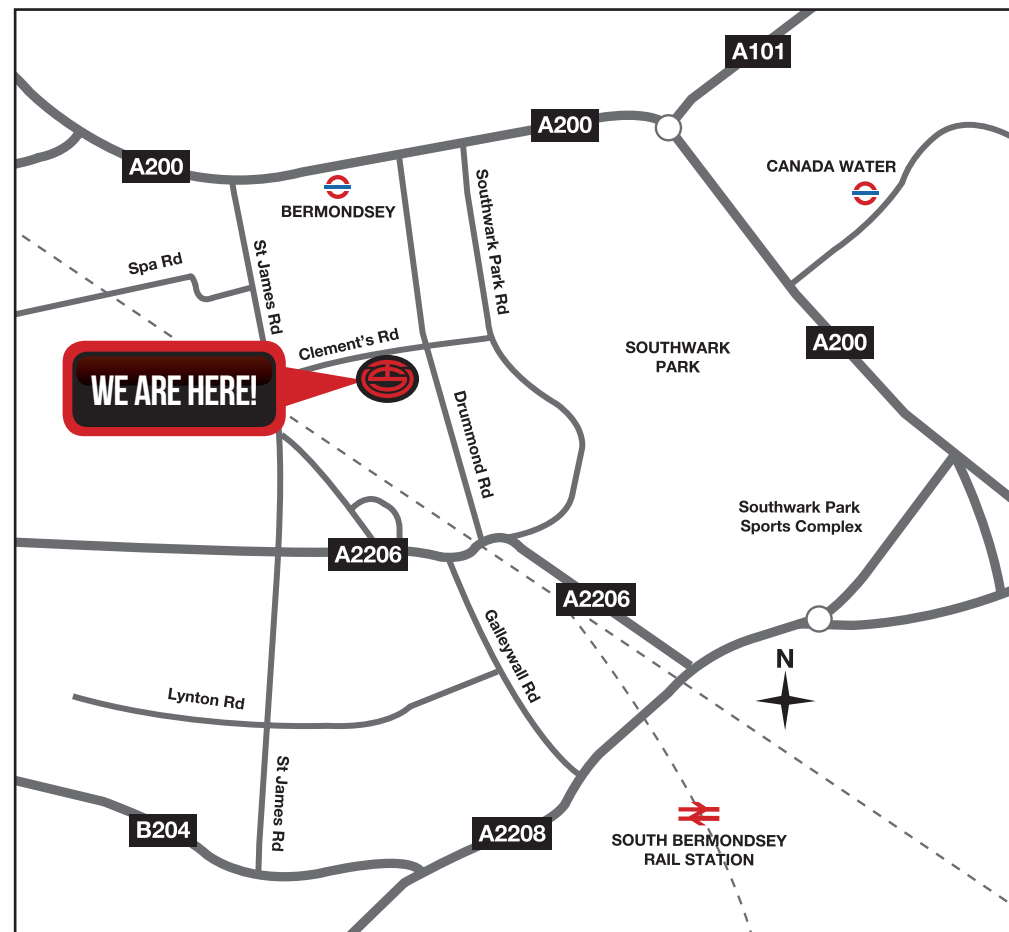 A101
A200
A200
CANADA WATER
BERMONDSEY
Southwark Park Rd
St James Rd
Spa Rd
Clement's Rd
SOUTHWARK
PARK
A200
WE ARE HERE!
Drummond Rd
Southwark Park
Sports Complex
A2206
A2206
Galleywall Rd
N
Lynton Rd
St James Rd
B204
A2208
SOUTH BERMONDSEY
RAIL STATION